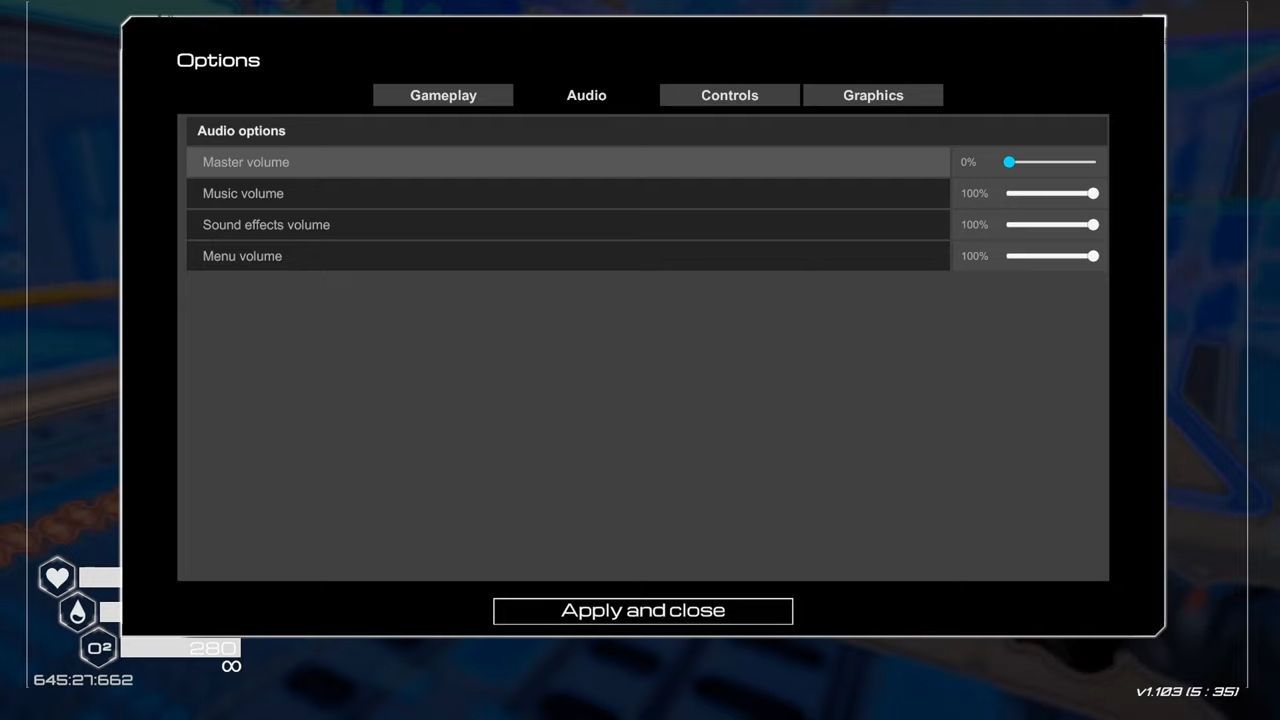 Options
Gameplay Audio Controls Graphics
Audio options
Master volume 0%
Music volume 100%
Sound effects volume 100%
Menu volume 100%
Apply and close
O²
280
∞
645:27:662
v1.103 (5 : 35)